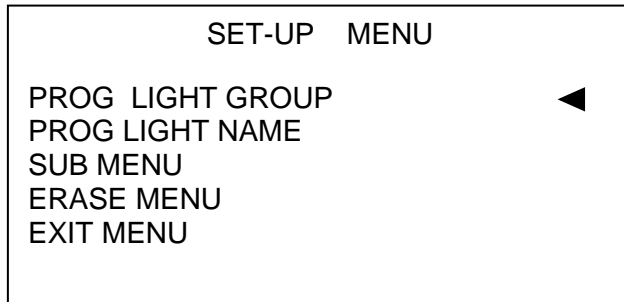 SET-UP MENU
PROG LIGHT GROUP
PROG LIGHT NAME
SUB MENU
ERASE MENU
EXIT MENU